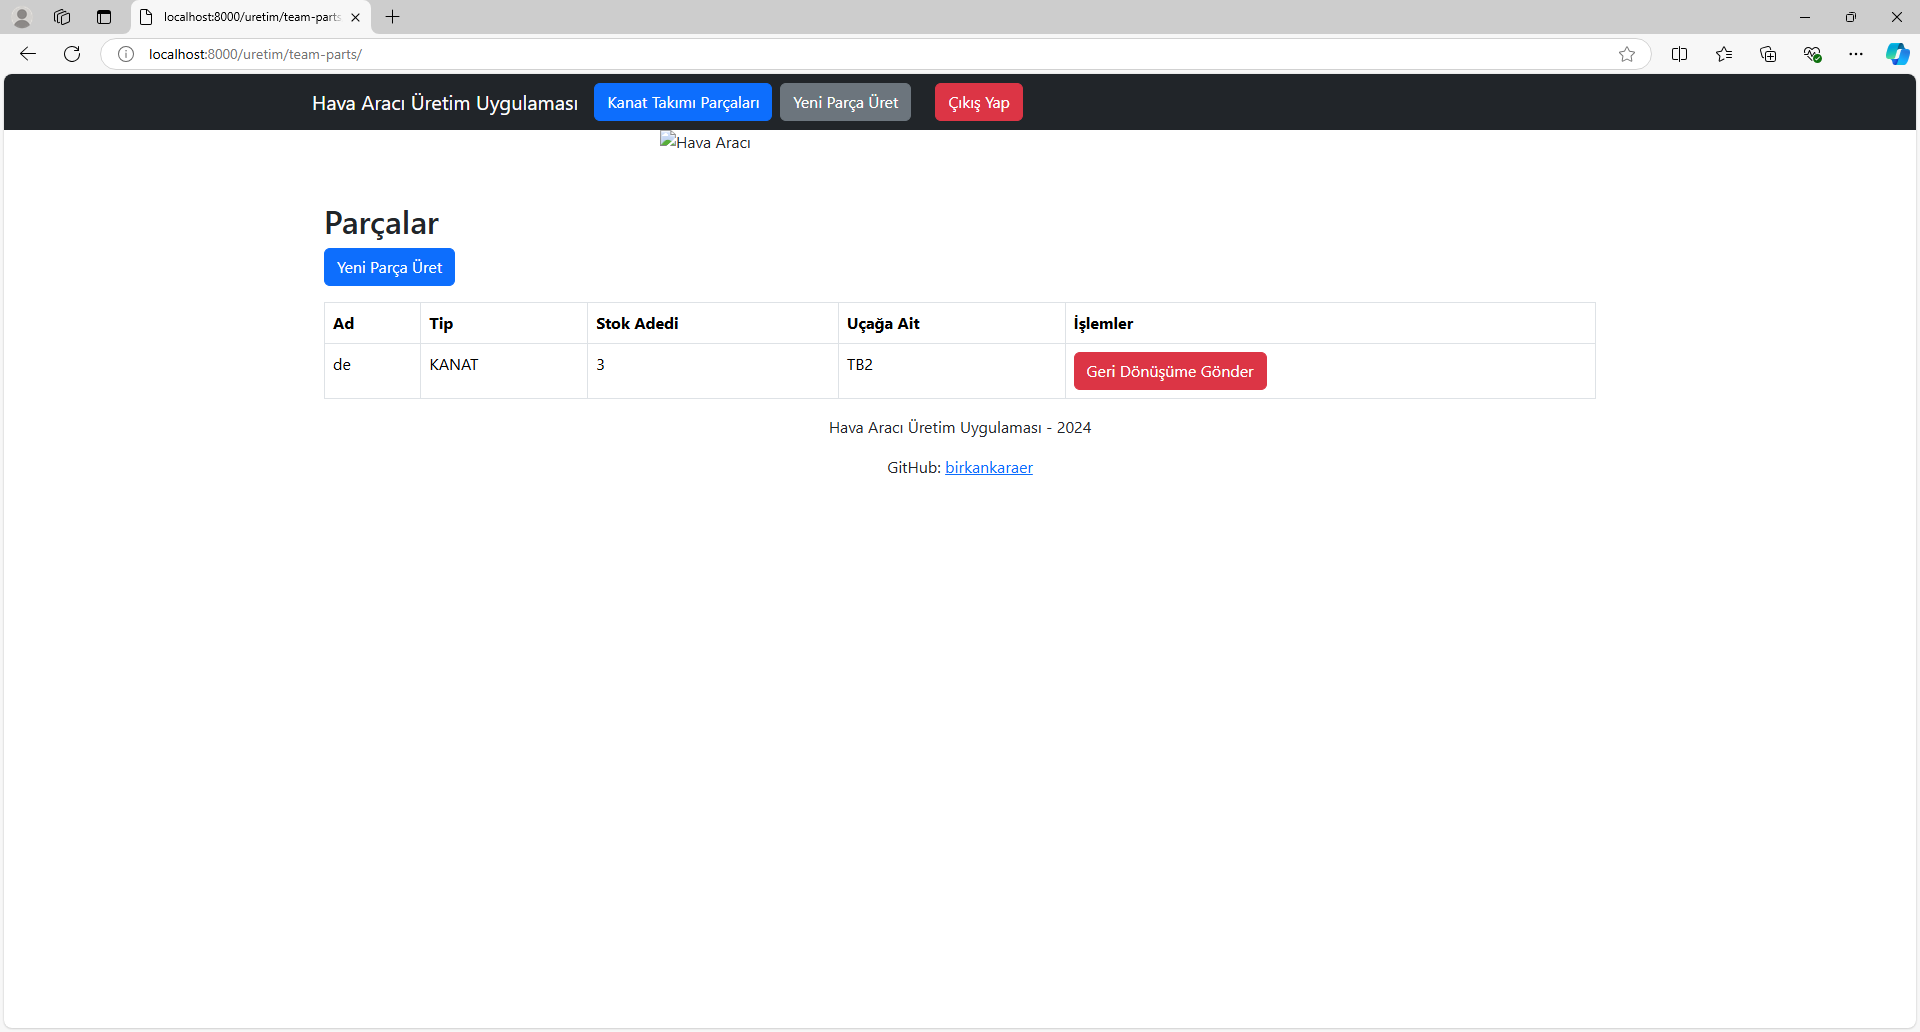 localhost:8000/uretim/team-parts
localhost:8000/uretim/team-parts/
Hava Aracı Üretim Uygulaması Kanat Takımı Parçaları Yeni Parça Üret Çıkış Yap
Hava Aracı
Parçalar
Yeni Parça Üret
Ad Tip Stok Adedi Uçağa Ait İşlemler
de KANAT 3 TB2 Geri Dönüşüme Gönder
Hava Aracı Üretim Uygulaması - 2024
GitHub: birkankaraer